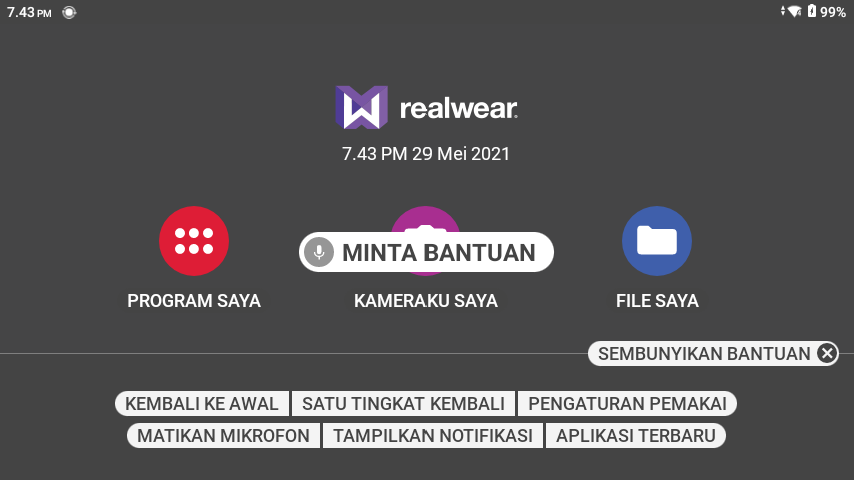 7.43 PM 99%
realwear
7.43 PM 29 Mei 2021
MINTA BANTUAN
PROGRAM SAYA KAMERAKU SAYA FILE SAYA
SEMBUNYIKAN BANTUAN
KEMBALI KE AWAL SATU TINGKAT KEMBALI PENGATURAN PEMAKAI
MATIKAN MIKROFON TAMPILKAN NOTIFIKASI APLIKASI TERBARU